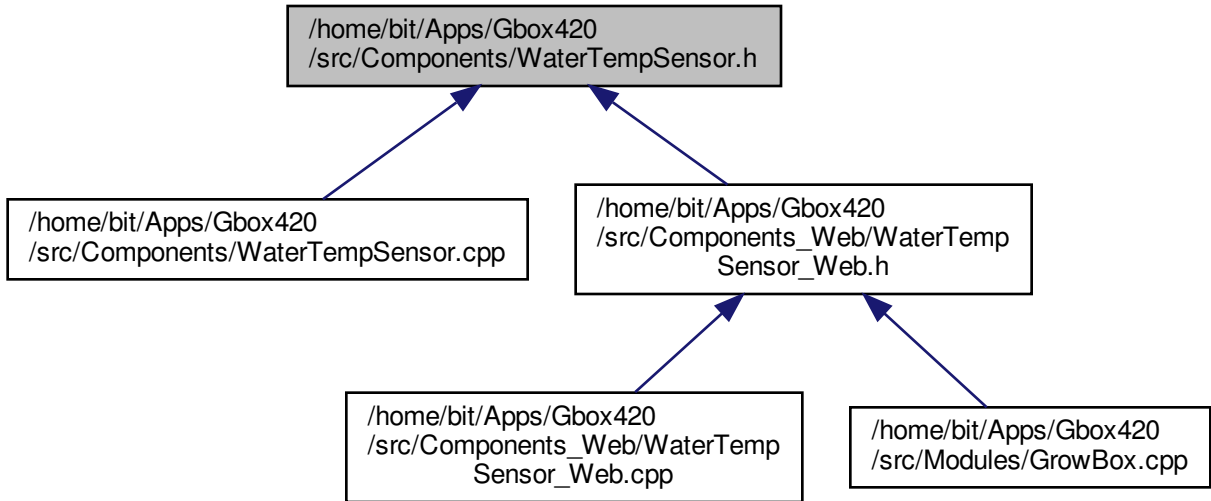 /home/bit/Apps/Gbox420
/src/Components/WaterTempSensor.h
/home/bit/Apps/Gbox420
/src/Components/WaterTempSensor.cpp
/home/bit/Apps/Gbox420
/src/Components_Web/WaterTemp
Sensor_Web.h
/home/bit/Apps/Gbox420
/src/Components_Web/WaterTemp
Sensor_Web.cpp
/home/bit/Apps/Gbox420
/src/Modules/GrowBox.cpp